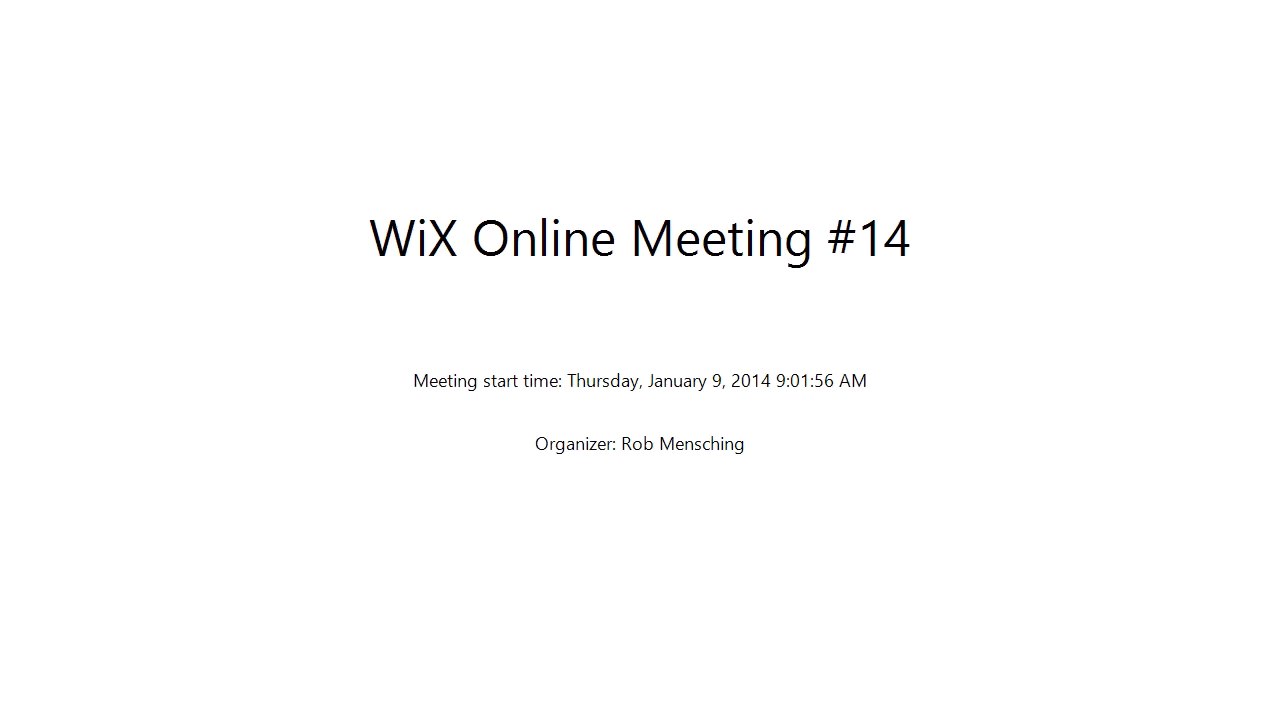 WiX Online Meeting #14
Meeting start time: Thursday, January 9, 2014 9:01:56 AM
Organizer: Rob Mensching